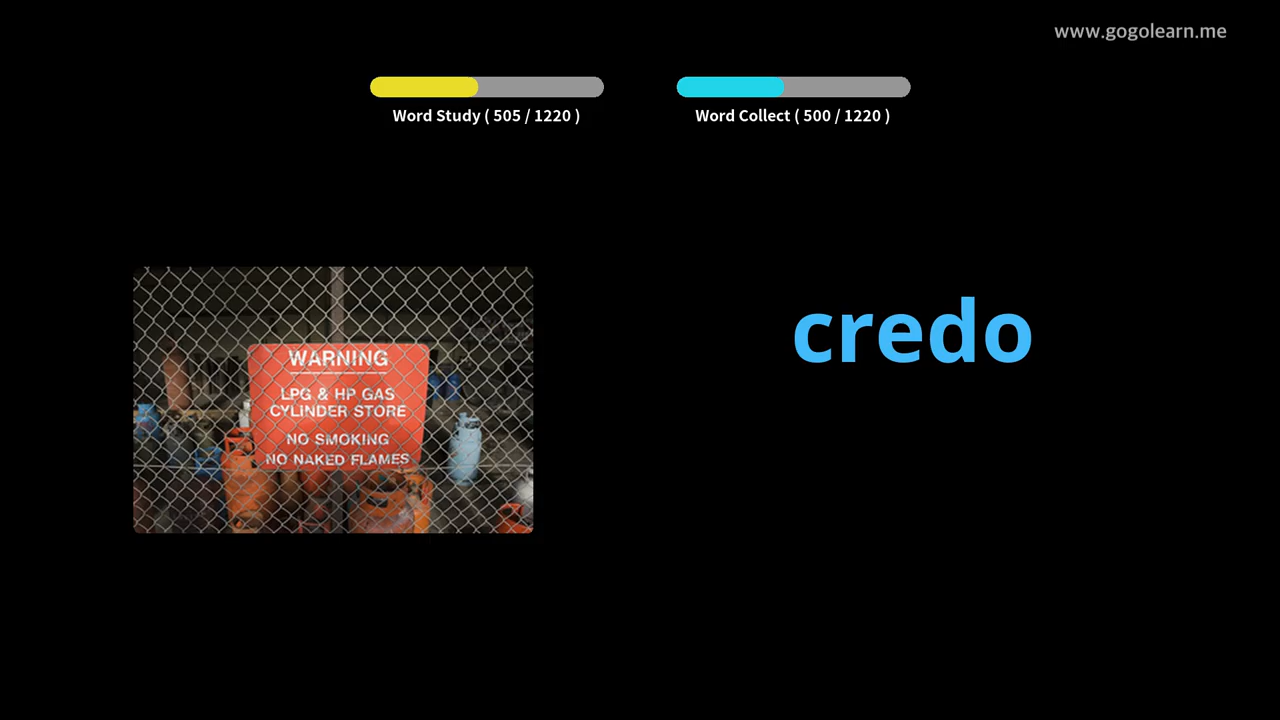 www.gogolearn.me
Word Study ( 505 / 1220 )
Word Collect ( 500 / 1220 )
credo
WARNING
LPG & HP GAS
CYLINDER STORE
NO SMOKING
NO NAKED FLAMES